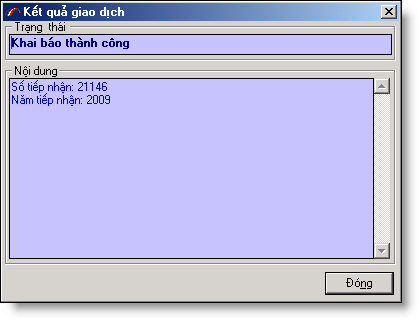 Kết quả giao dịch
Trạng thái
Khai báo thành công
Nội dung
Số tiếp nhận: 21146
Năm tiếp nhận: 2009
Đóng